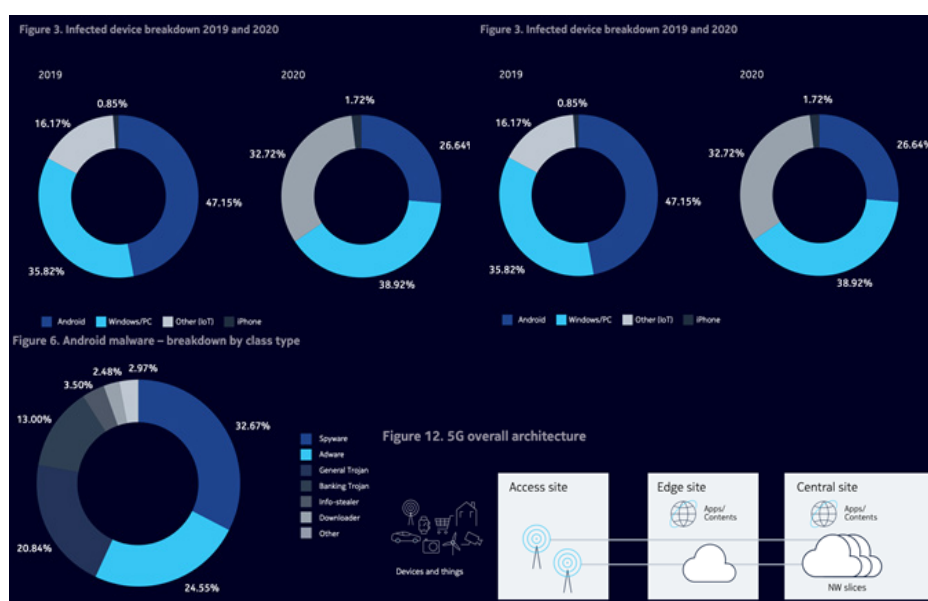 Figure 3. Infected device breakdown 2019 and 2020
2019
2020
0.85%
16.17%
47.15%
35.82%
1.72%
32.72%
26.64%
38.92%
Android
Windows/PC
Other (IoT)
iPhone
Figure 3. Infected device breakdown 2019 and 2020
2019
2020
0.85%
16.17%
47.15%
35.82%
1.72%
32.72%
26.64%
38.92%
Android
Windows/PC
Other (IoT)
iPhone
Figure 6. Android malware – breakdown by class type
2.48%
2.97%
3.50%
13.00%
32.67%
20.84%
24.55%
Spyware
Adware
General Trojan
Banking Trojan
Info-stealer
Downloader
Other
Figure 12. 5G overall architecture
Devices and things
Access site
Edge site
Apps/
Contents
Central site
Apps/
Contents
NW slices